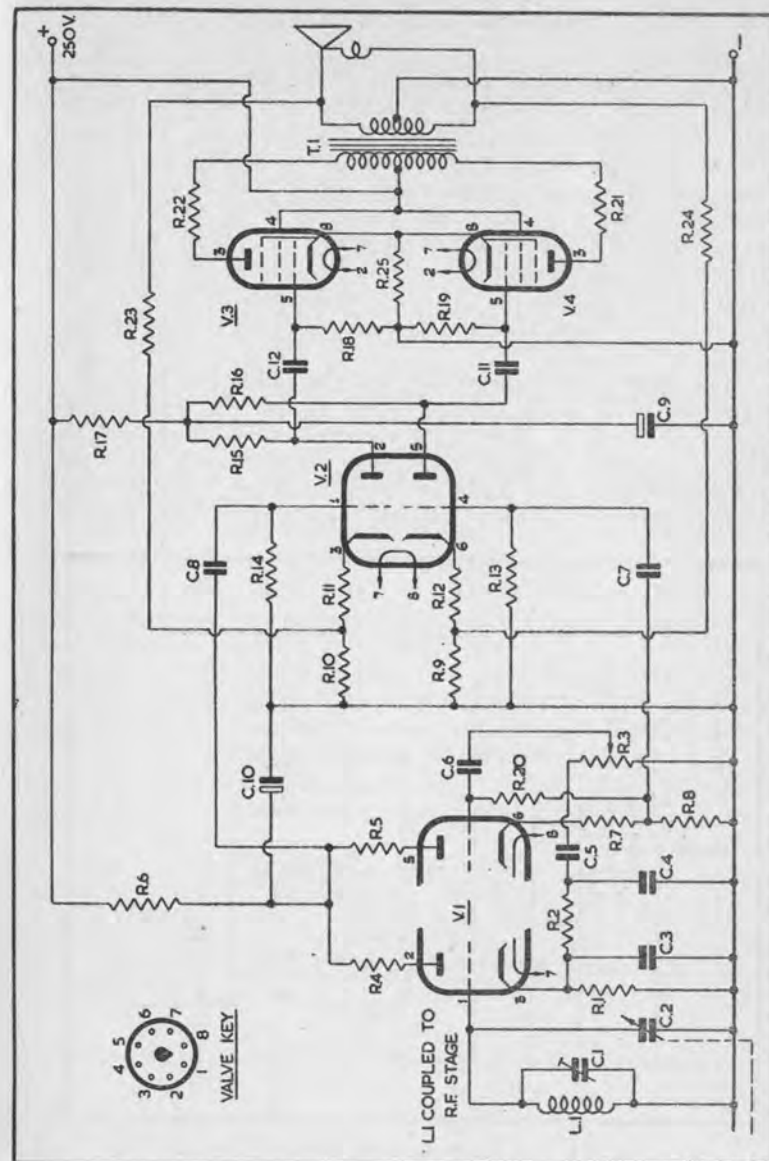 +
250V.
R.22
R.23
T.1
3
4
8
V.3
7
2
5
R.17
R.16
R.15
C.12
R.18
R.25
R.19
C.11
8
7
2
5
4
3
V.4
R.21
R.24
C.9
C.8
R.14
1
2
V.2
5
3
R.11
7
8
6
4
R.10
R.12
R.9
R.13
C.7
C.10
R.6
R.5
R.4
5
2
V.1
1
C.6
R.20
R.3
6
8
C.5
R.7
R.8
3
7
R.2
C.4
C.3
R.1
C.2
4 5 6
3 7
2 1 8
VALVE KEY
L.1 COUPLED TO
R.F. STAGE
C.1
L.1
−